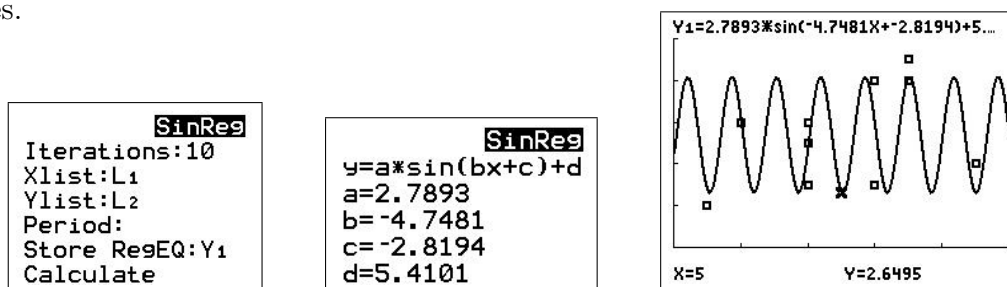 es.
SinReg
Iterations:10
Xlist:L₁
Ylist:L₂
Period:
Store RegEQ:Y₁
Calculate
SinReg
y=a*sin(bx+c)+d
a=2.7893
b=⁻4.7481
c=⁻2.8194
d=5.4101
Y₁=2.7893*sin(⁻4.7481X+⁻2.8194)+5.…
X=5 Y=2.6495